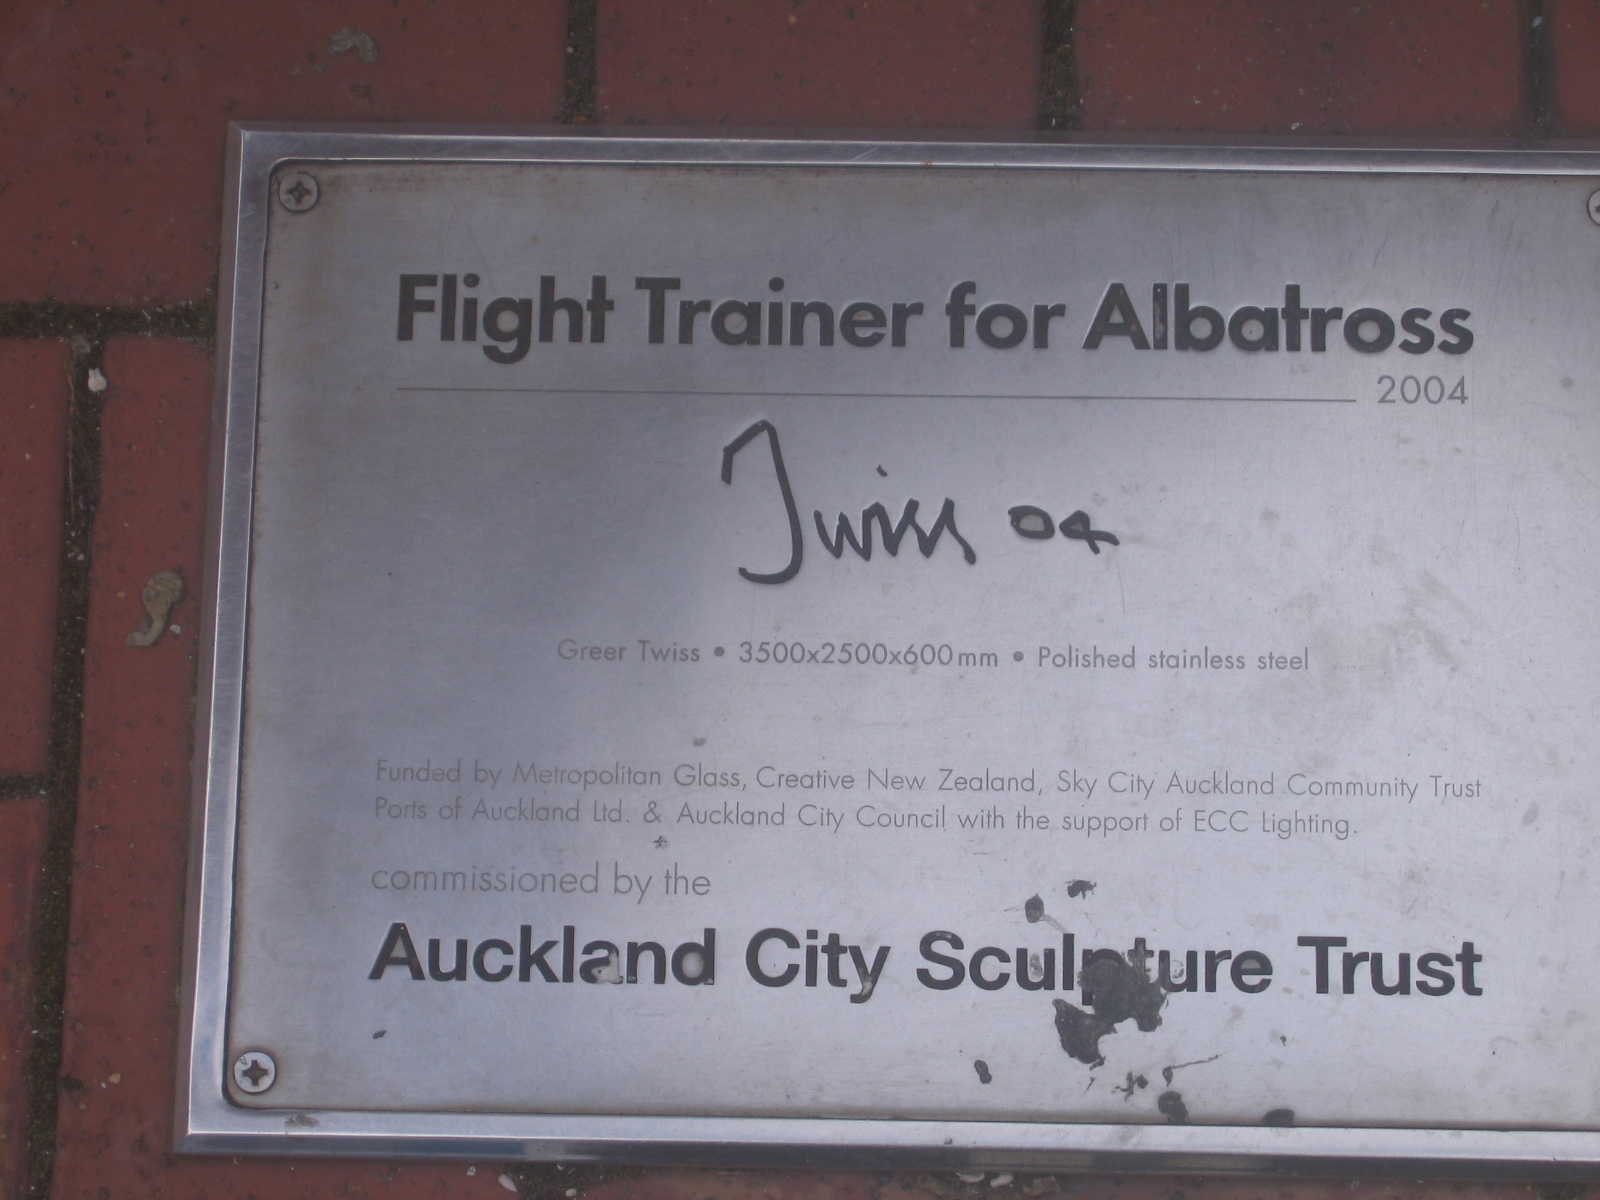 Flight Trainer for Albatross
2004
Twiss 04
Greer Twiss • 3500x2500x600mm • Polished stainless steel
Funded by Metropolitan Glass, Creative New Zealand, Sky City Auckland Community Trust
Ports of Auckland Ltd. & Auckland City Council with the support of ECC Lighting.
commissioned by the
Auckland City Sculpture Trust